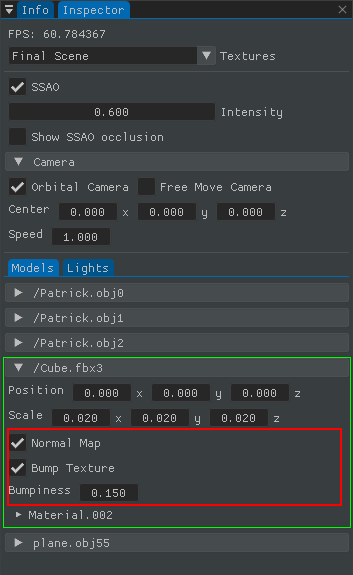 Info Inspector
FPS: 60.784367
Final Scene Textures
SSAO
0.600 Intensity
Show SSAO occlusion
Camera
Orbital Camera Free Move Camera
Center 0.000 x 0.000 y 0.000 z
Speed 1.000
Models Lights
/Patrick.obj0
/Patrick.obj1
/Patrick.obj2
/Cube.fbx3
Position 0.000 x 0.000 y 0.000 z
Scale 0.020 x 0.020 y 0.020 z
Normal Map
Bump Texture
Bumpiness 0.150
Material.002
plane.obj55